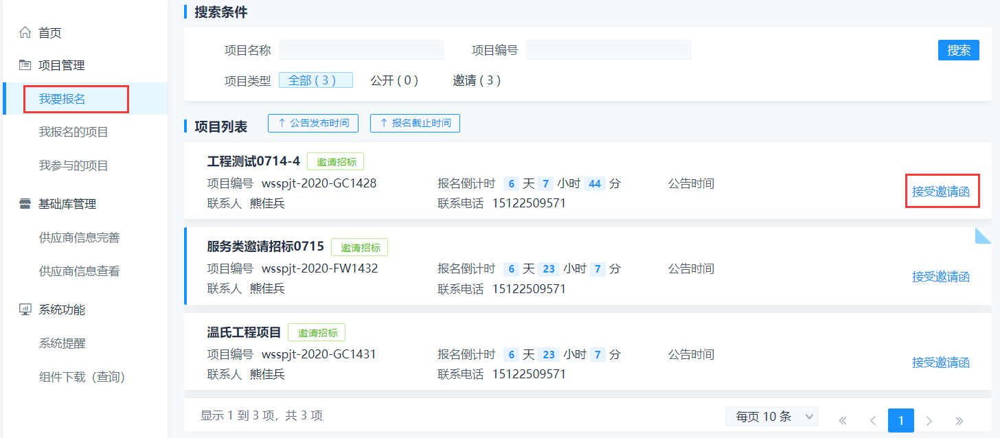 首页
项目管理
我要报名
我报名的项目
我参与的项目
基础库管理
供应商信息完善
供应商信息查看
系统功能
系统提醒
组件下载（查询）
搜索条件
项目名称 项目编号 搜索
项目类型 全部 ( 3 ) 公开 ( 0 ) 邀请 ( 3 )
项目列表 ↑ 公告发布时间 ↑ 报名截止时间
工程测试0714-4 邀请招标
项目编号 wsspjt-2020-GC1428 报名倒计时 6 天 7 小时 44 分 公告时间 接受邀请函
联系人 熊佳兵 联系电话 15122509571
服务类邀请招标0715 邀请招标
项目编号 wsspjt-2020-FW1432 报名倒计时 6 天 23 小时 7 分 公告时间 接受邀请函
联系人 熊佳兵 联系电话 15122509571
温氏工程项目 邀请招标
项目编号 wsspjt-2020-GC1431 报名倒计时 6 天 23 小时 7 分 公告时间 接受邀请函
联系人 熊佳兵 联系电话 15122509571
显示 1 到 3 项，共 3 项 每页 10 条 « ‹ 1 › »